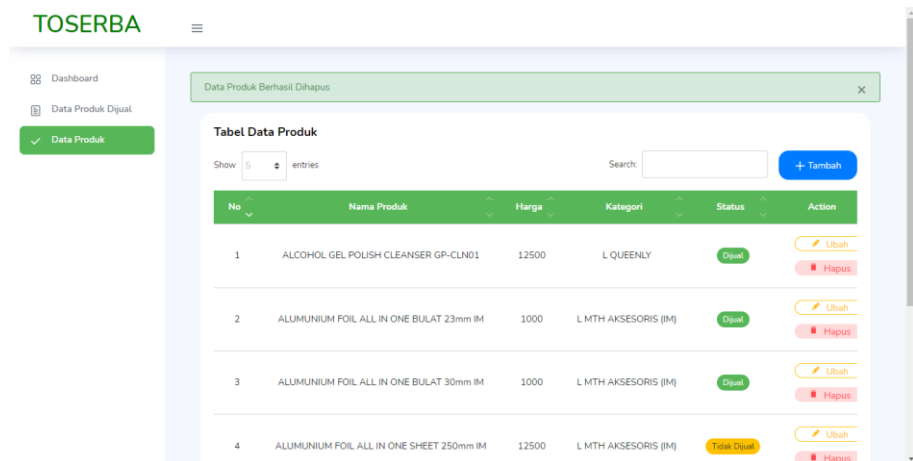 TOSERBA
Dashboard
Data Produk Dijual
Data Produk
Data Produk Berhasil Dihapus
Tabel Data Produk
Show 5 entries Search: + Tambah
No Nama Produk Harga Kategori Status Action
1 ALCOHOL GEL POLISH CLEANSER GP-CLN01 12500 L QUEENLY Dijual Ubah
Hapus
2 ALUMUNIUM FOIL ALL IN ONE BULAT 23mm IM 1000 L MTH AKSESORIS (IM) Dijual Ubah
Hapus
3 ALUMUNIUM FOIL ALL IN ONE BULAT 30mm IM 1000 L MTH AKSESORIS (IM) Dijual Ubah
Hapus
4 ALUMUNIUM FOIL ALL IN ONE SHEET 250mm IM 12500 L MTH AKSESORIS (IM) Tidak Dijual Ubah
Hapus